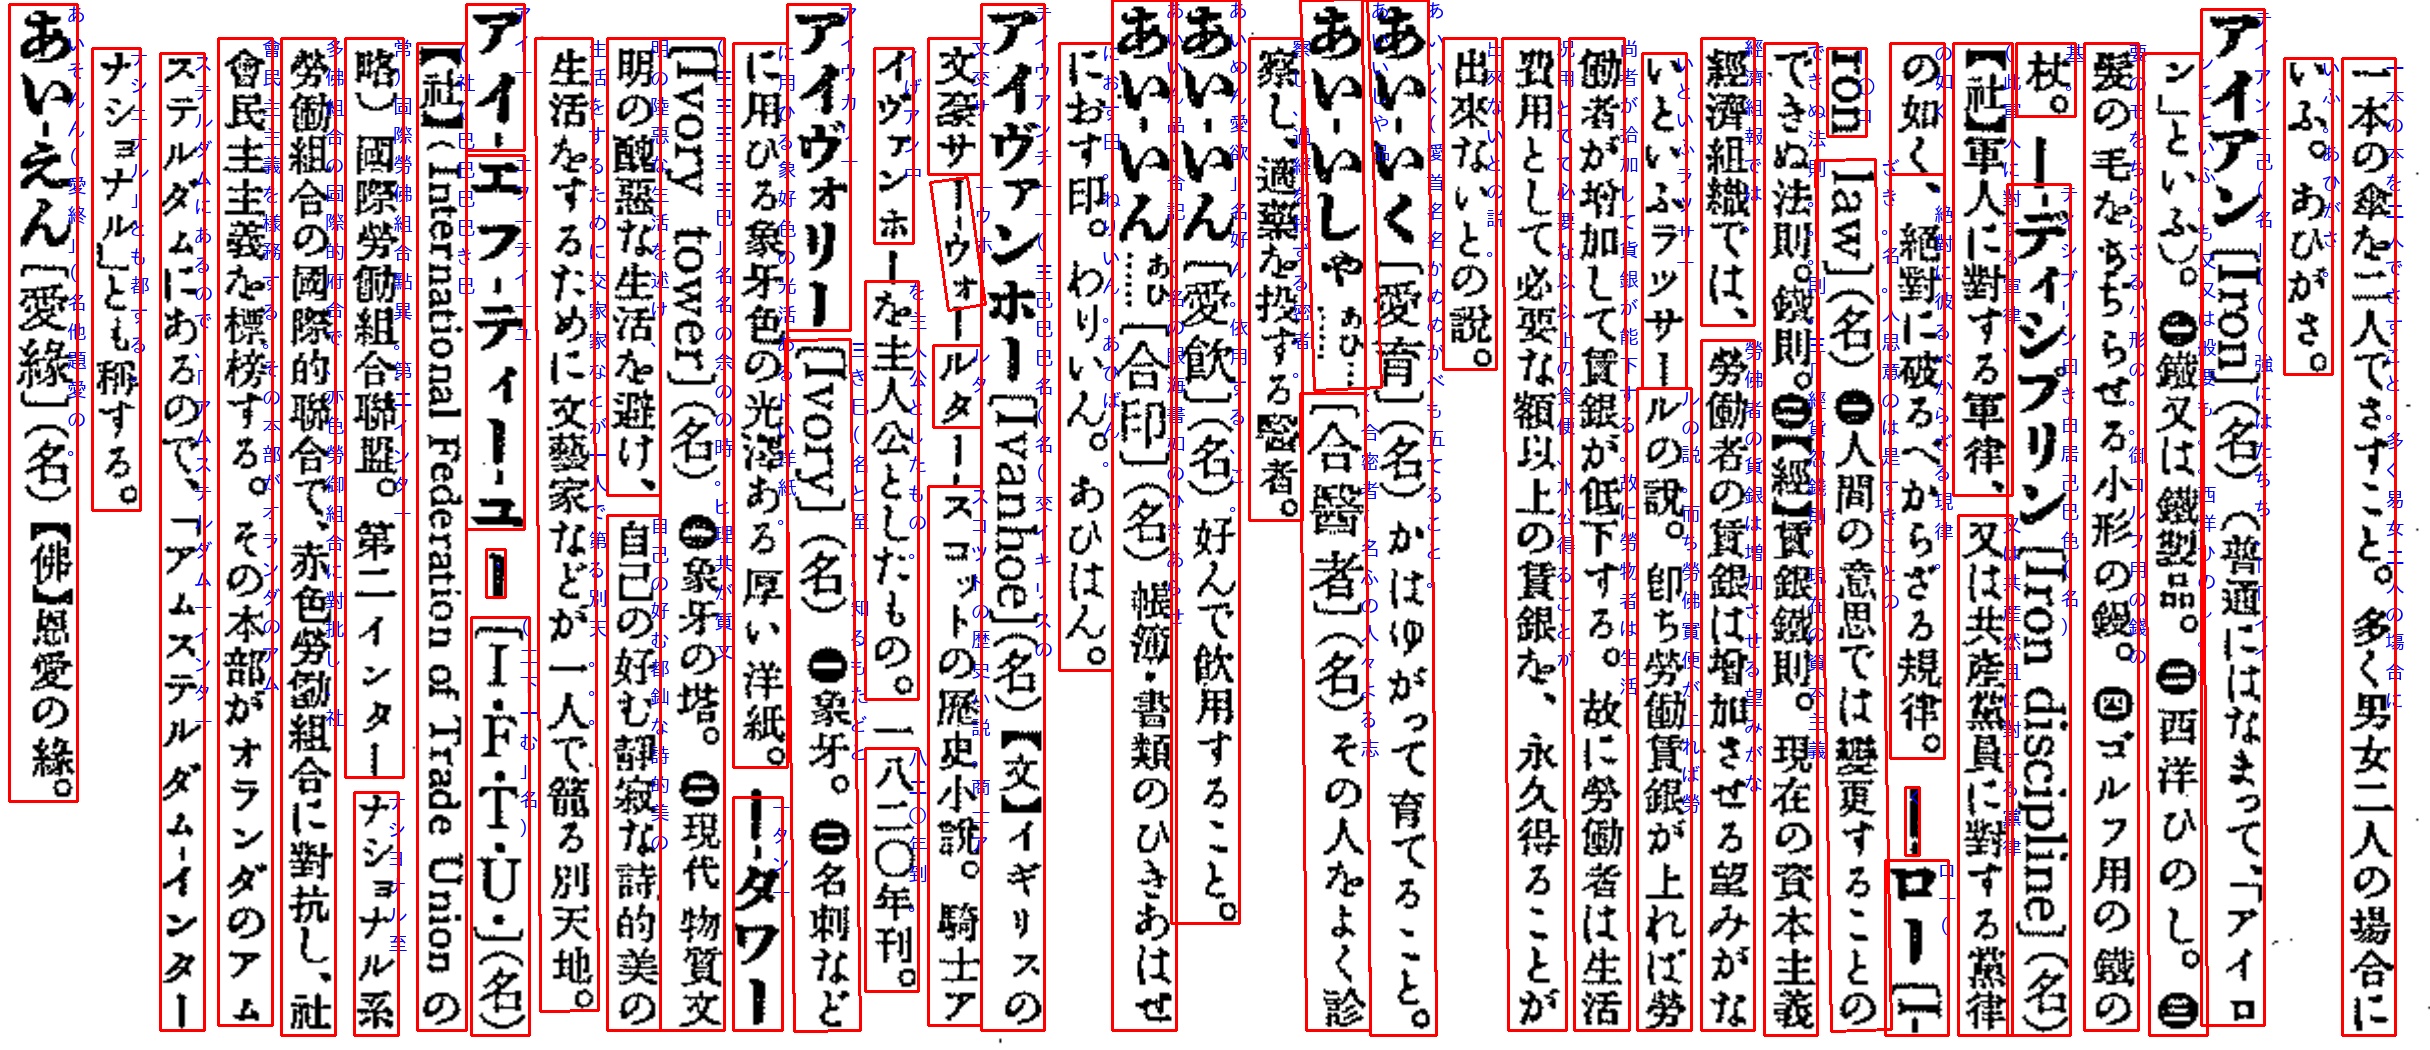 一本の傘を二人でさすこと。多く男女二人の場合に
いふ。あひがさ。
アイアン[Iron](名)(普通にはなまって、「アイロ
ン」といふ)。㊀鐵又は鐵製品。㊁西洋ひのし。㊂
髮の毛をちぢらせる小形の鏝。㊃ゴルフ用の鐵の
杖。
ーディシプリン[Iron discipline](名)
【社】軍人に對する軍律、又は共産黨員に對する黨律
の如く、絕對に破るべからざる規律。
ーロー[I-
ron law](名)㊀人間の意思では變更することの
できぬ法則。鐵則。㊁【經】賃銀鐵則。現在の資本主義
經濟組織では、勞働者の賃銀は增加させる望みがな
いといふラッサールの說。卽ち勞働賃銀が上れば勞
働者が增加して賃銀が低下する。故に勞働者は生活
費用として必要な額以上の賃銀を、永久得ることが
出來ないとの說。
あい-いく[愛育](名)かはゆがって育てること。
あい-いしゃ あひ……[合醫者](名)その人をよく診
察し、適藥を投する醫者。
あい-いん[愛飮](名)好んで飮用すること。
あい-いん あひ……[合印](名)帳簿・書類のひきあはせ
におす印。わりいん。あひはん。
アイヴァンホー[Ivanhoe](名)【文】イギリスの
文豪サー-ウォールター-スコットの歷史小說。騎士ア
イヴァンホーを主人公としたもの。一八二〇年刊。
アイヴォリー[Ivory](名)㊀象牙。㊁名刺など
に用ひる象牙色の光澤ある厚い洋紙。
ー-タワー
[Ivory tower](名)㊀象牙の塔。㊁現代物質文
明の醜惡な生活を避け、自己の好む靜寂な詩的美の
生活をするために文藝家などが一人で籠る別天地。
アイ-エフ-ティー-ユー[I・F・T・U・](名)
【社】(International Federation of Trade Union の
略)國際勞働組合聯盟。第二インターナショナル系
勞働組合の國際的聯合で、赤色勞働組合に對抗し、社
會民主主義を標榜する。その本部がオランダのアム
ステルダムにあるので、「アムステルダム-インター
ナショナル」とも稱する。
あい-えん[愛緣](名)【佛】恩愛の緣。